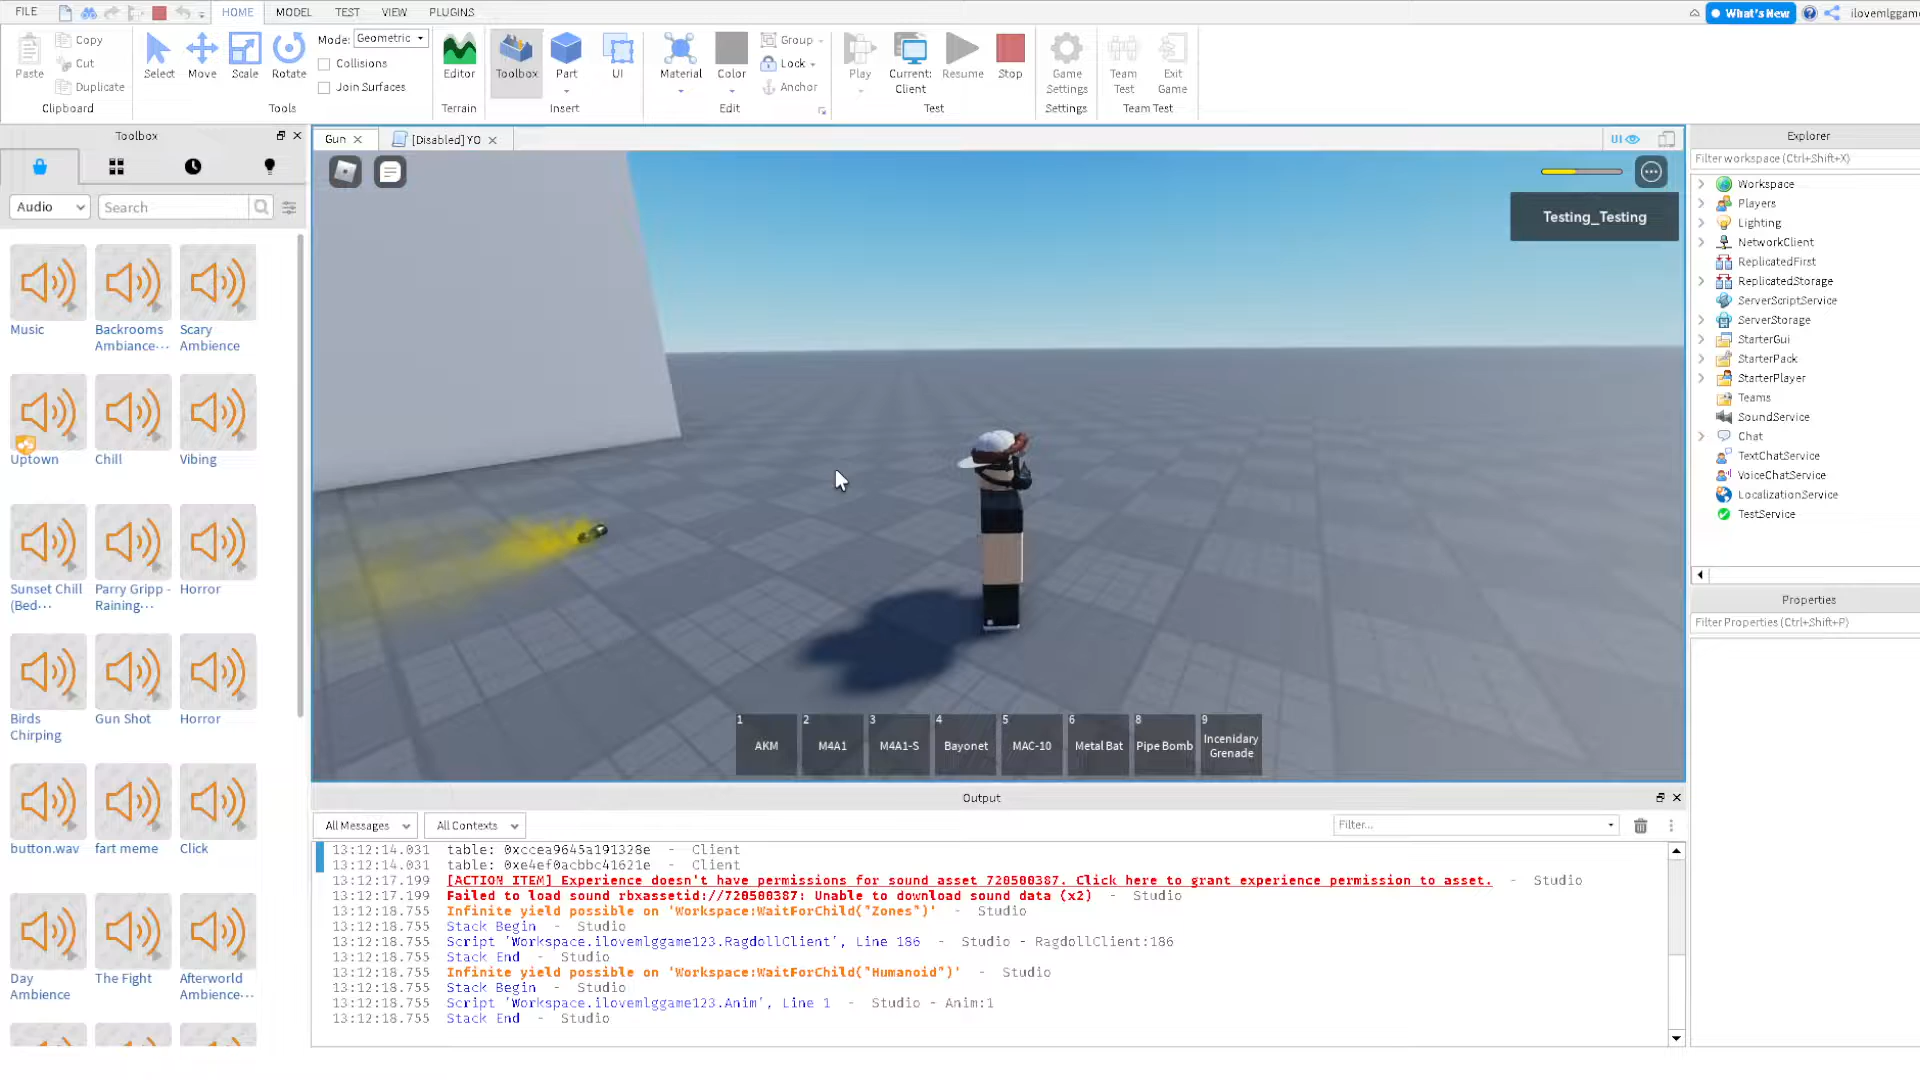 FILE HOME MODEL TEST VIEW PLUGINS What's New ilovemlggame
Paste Copy Cut Duplicate Select Move Scale Rotate Mode: Geometric Collisions Join Surfaces Editor Toolbox Part UI Material Color Group Lock Anchor Play Current: Client Resume Stop Game Settings Team Test Exit Game
Clipboard Tools Terrain Insert Edit Test Settings Team Test
Toolbox
Audio Search
Music Backrooms Ambiance··· Scary Ambience
Uptown Chill Vibing
Sunset Chill (Bed··· Parry Gripp - Raining··· Horror
Birds Chirping Gun Shot Horror
button.wav fart meme Click
Day Ambience The Fight Afterworld Ambience···
Gun [Disabled] YO UI
Testing_Testing
1 AKM 2 M4A1 3 M4A1-S 4 Bayonet 5 MAC-10 6 Metal Bat 8 Pipe Bomb 9 Incendiary Grenade
Output
All Messages All Contexts Filter...
13:12:14.031 table: 0xccea9645a191328e - Client
13:12:14.031 table: 0xe4ef0acbbc41621e - Client
13:12:17.199 [ACTION ITEM] Experience doesn't have permissions for sound asset 720500387. Click here to grant experience permission to asset. - Studio
13:12:17.199 Failed to load sound rbxassetid://720500387: Unable to download sound data (x2) - Studio
13:12:18.755 Infinite yield possible on 'Workspace:WaitForChild("Zones")' - Studio
13:12:18.755 Stack Begin - Studio
13:12:18.755 Script 'Workspace.ilovemlggame123.RagdollClient', Line 186 - Studio - RagdollClient:186
13:12:18.755 Stack End - Studio
13:12:18.755 Infinite yield possible on 'Workspace:WaitForChild("Humanoid")' - Studio
13:12:18.755 Stack Begin - Studio
13:12:18.755 Script 'Workspace.ilovemlggame123.Anim', Line 1 - Studio - Anim:1
13:12:18.755 Stack End - Studio
Explorer
Filter workspace (Ctrl+Shift+X)
Workspace
Players
Lighting
NetworkClient
ReplicatedFirst
ReplicatedStorage
ServerScriptService
ServerStorage
StarterGui
StarterPack
StarterPlayer
Teams
SoundService
Chat
TextChatService
VoiceChatService
LocalizationService
TestService
Properties
Filter Properties (Ctrl+Shift+P)